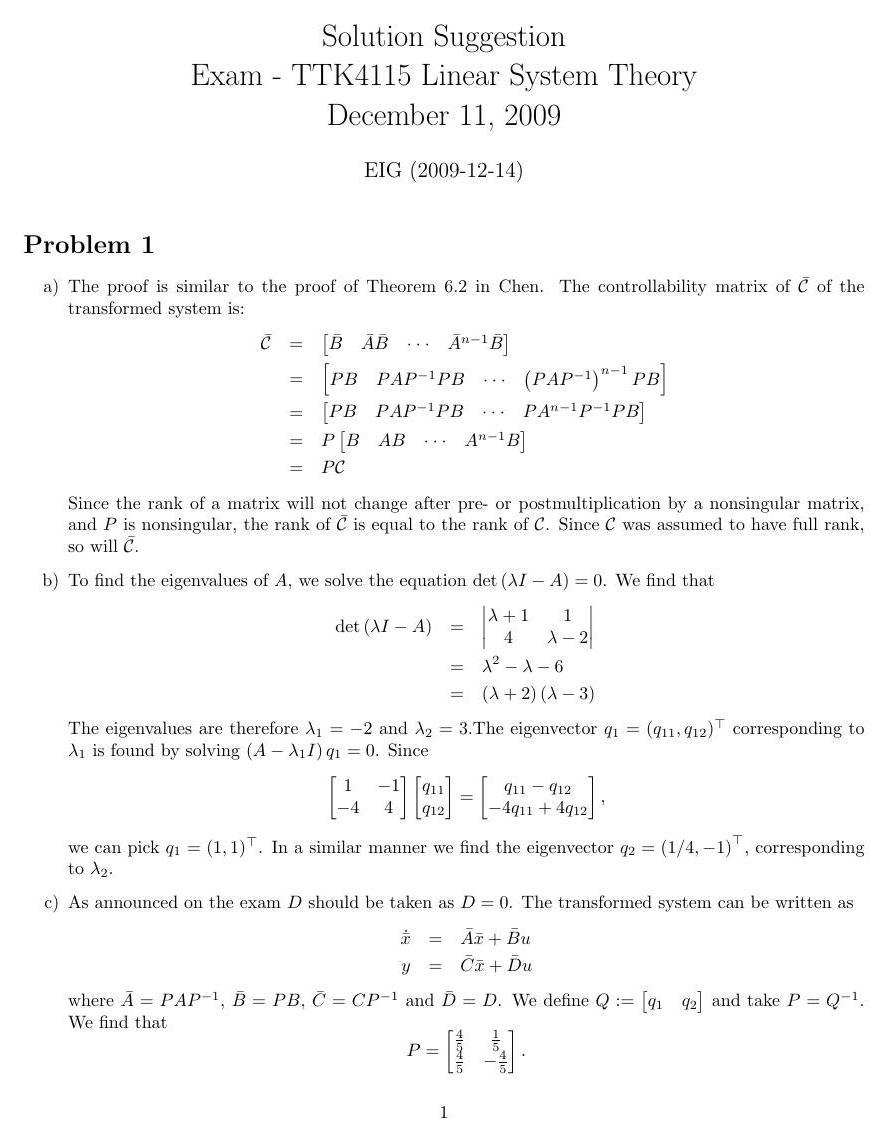 Solution Suggestion
Exam - TTK4115 Linear System Theory
December 11, 2009
EIG (2009-12-14)
Problem 1
a) The proof is similar to the proof of Theorem 6.2 in Chen. The controllability matrix of 𝒞̄ of the
transformed system is:
𝒞̄ = [B̄ ĀB̄ ⋯ Āⁿ⁻¹B̄]
= [PB PAP⁻¹PB ⋯ (PAP⁻¹)ⁿ⁻¹ PB]
= [PB PAP⁻¹PB ⋯ PAⁿ⁻¹P⁻¹PB]
= P [B AB ⋯ Aⁿ⁻¹B]
= P𝒞
Since the rank of a matrix will not change after pre- or postmultiplication by a nonsingular matrix,
and P is nonsingular, the rank of 𝒞̄ is equal to the rank of 𝒞. Since 𝒞 was assumed to have full rank,
so will 𝒞̄.
b) To find the eigenvalues of A, we solve the equation det (λI − A) = 0. We find that
det (λI − A) = |λ + 1 1|
|4 λ − 2|
= λ² − λ − 6
= (λ + 2) (λ − 3)
The eigenvalues are therefore λ₁ = −2 and λ₂ = 3.The eigenvector q₁ = (q₁₁, q₁₂)⊤ corresponding to
λ₁ is found by solving (A − λ₁I) q₁ = 0. Since
[1 −1] [q₁₁] = [q₁₁ − q₁₂]
[−4 4] [q₁₂] [−4q₁₁ + 4q₁₂] ,
we can pick q₁ = (1, 1)⊤. In a similar manner we find the eigenvector q₂ = (1/4, −1)⊤, corresponding
to λ₂.
c) As announced on the exam D should be taken as D = 0. The transformed system can be written as
x̄̇ = Āx̄ + B̄u
y = C̄x̄ + D̄u
where Ā = PAP⁻¹, B̄ = PB, C̄ = CP⁻¹ and D̄ = D. We define Q := [q₁ q₂] and take P = Q⁻¹.
We find that
P = [4/5 1/5]
[4/5 −4/5] .
1